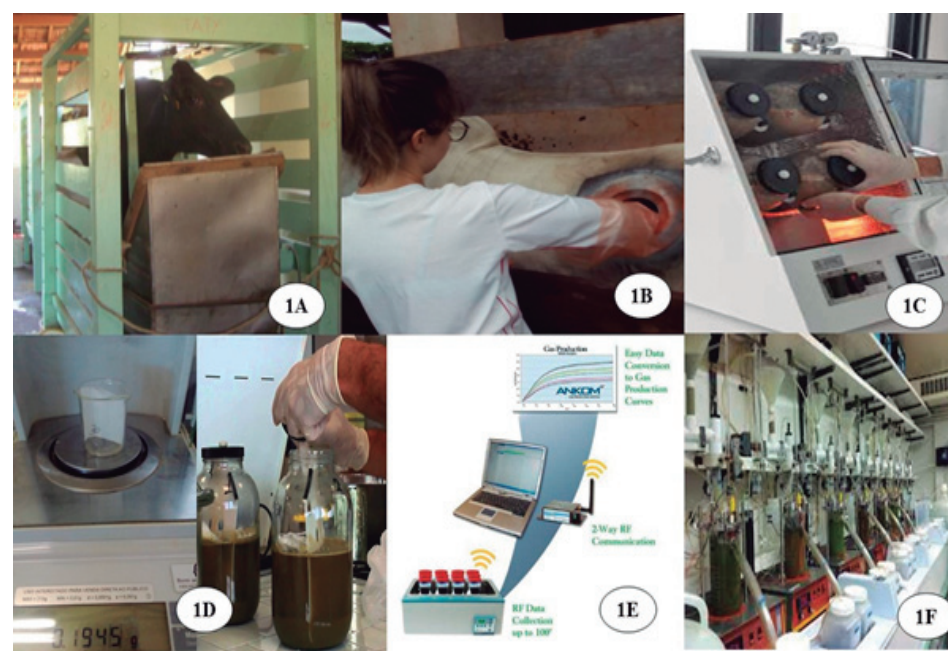 1A
1B
1C
1D
0.1945 g
Gas Production
ANKOM
Easy Data
Conversion
to Gas
Production
Curves
2-Way RF
Communication
RF Data
Collection
up to 100'
1E
1F